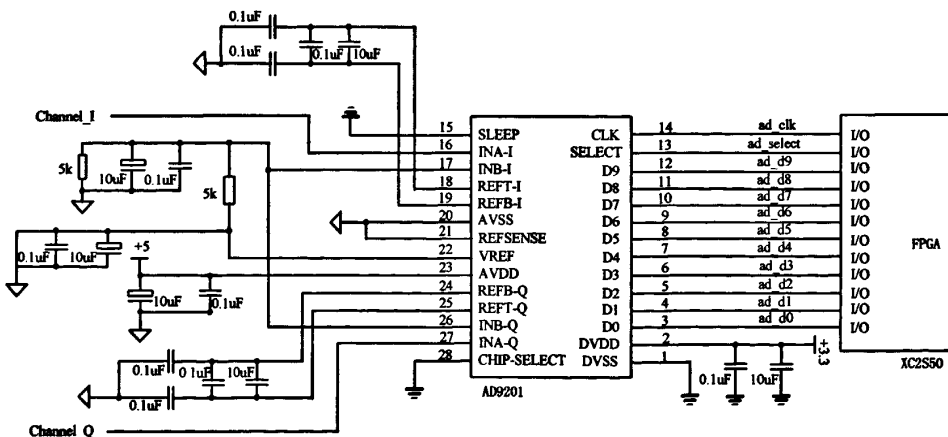 0.1uF
0.1uF
0.1uF 10uF
Channel_I
5k
10uF 0.1uF
5k
0.1uF 10uF
+5
10uF 0.1uF
0.1uF 0.1uF 10uF
0.1uF
Channel_Q
15 SLEEP CLK 14 ad_clk I/O
16 INA-I SELECT 13 ad_select I/O
17 INB-I D9 12 ad_d9 I/O
18 REFT-I D8 11 ad_d8 I/O
19 REFB-I D7 10 ad_d7 I/O
20 AVSS D6 9 ad_d6 I/O
21 REFSENSE D5 8 ad_d5 I/O
22 VREF D4 7 ad_d4 I/O
23 AVDD D3 6 ad_d3 I/O
24 REFB-Q D2 5 ad_d2 I/O
25 REFT-Q D1 4 ad_d1 I/O
26 INB-Q D0 3 ad_d0 I/O
27 INA-Q DVDD 2 +3.3
28 CHIP-SELECT DVSS 1
AD9201
0.1uF 10uF
FPGA
XC2S50